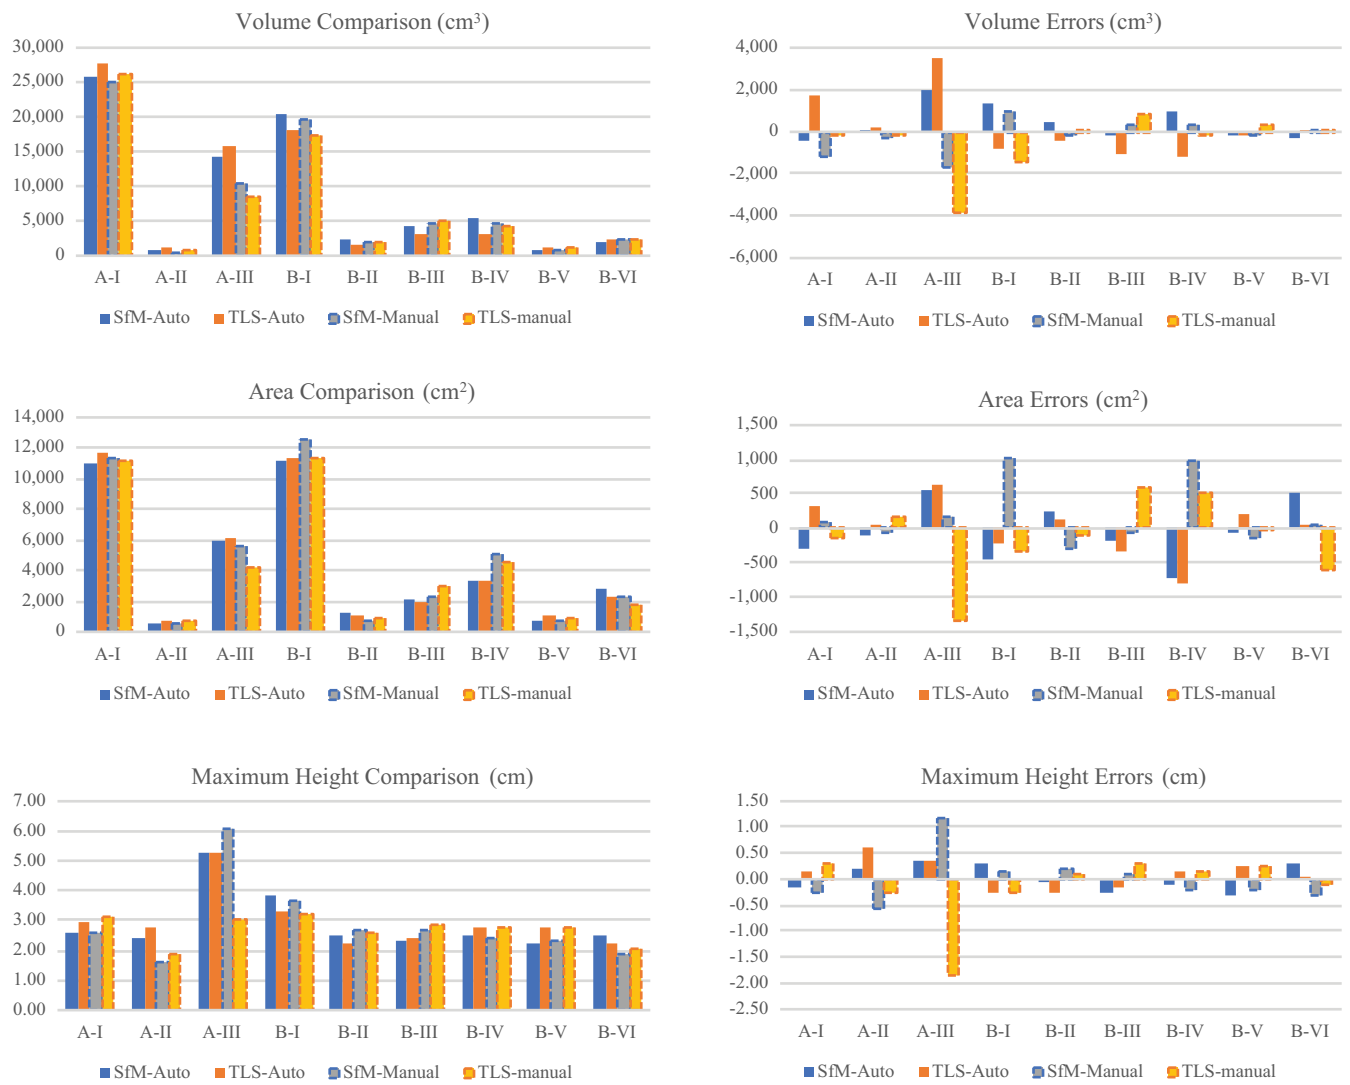 Volume Comparison (cm³)
30,000
25,000
20,000
15,000
10,000
5,000
0
A-I A-II A-III B-I B-II B-III B-IV B-V B-VI
SfM-Auto TLS-Auto SfM-Manual TLS-manual
Volume Errors (cm³)
4,000
2,000
0
-2,000
-4,000
-6,000
A-I A-II A-III B-I B-II B-III B-IV B-V B-VI
SfM-Auto TLS-Auto SfM-Manual TLS-manual
Area Comparison (cm²)
14,000
12,000
10,000
8,000
6,000
4,000
2,000
0
A-I A-II A-III B-I B-II B-III B-IV B-V B-VI
SfM-Auto TLS-Auto SfM-Manual TLS-manual
Area Errors (cm²)
1,500
1,000
500
0
-500
-1,000
-1,500
A-I A-II A-III B-I B-II B-III B-IV B-V B-VI
SfM-Auto TLS-Auto SfM-Manual TLS-manual
Maximum Height Comparison (cm)
7.00
6.00
5.00
4.00
3.00
2.00
1.00
0.00
A-I A-II A-III B-I B-II B-III B-IV B-V B-VI
SfM-Auto TLS-Auto SfM-Manual TLS-manual
Maximum Height Errors (cm)
1.50
1.00
0.50
0.00
-0.50
-1.00
-1.50
-2.00
-2.50
A-I A-II A-III B-I B-II B-III B-IV B-V B-VI
SfM-Auto TLS-Auto SfM-Manual TLS-manual